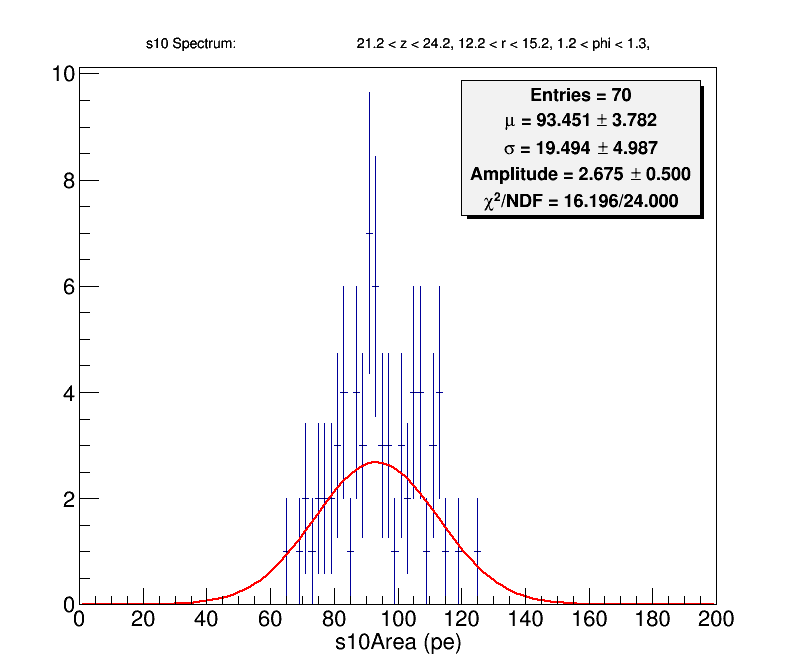 s10 Spectrum: 21.2 < z < 24.2, 12.2 < r < 15.2, 1.2 < phi < 1.3,
10
Entries = 70
μ = 93.451 ± 3.782
σ = 19.494 ± 4.987
Amplitude = 2.675 ± 0.500
χ²/NDF = 16.196/24.000
8
6
4
2
0
0 20 40 60 80 100 120 140 160 180 200
s10Area (pe)